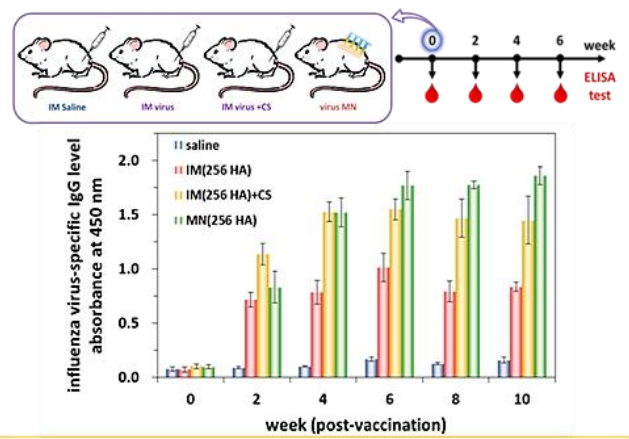 0 2 4 6 week
IM Saline IM virus IM virus +CS virus MN
ELISA
test
influenza virus-specific IgG level
absorbance at 450 nm
2.0
1.5
1.0
0.5
0.0
saline
IM(256 HA)
IM(256 HA)+CS
MN(256 HA)
0 2 4 6 8 10
week (post-vaccination)